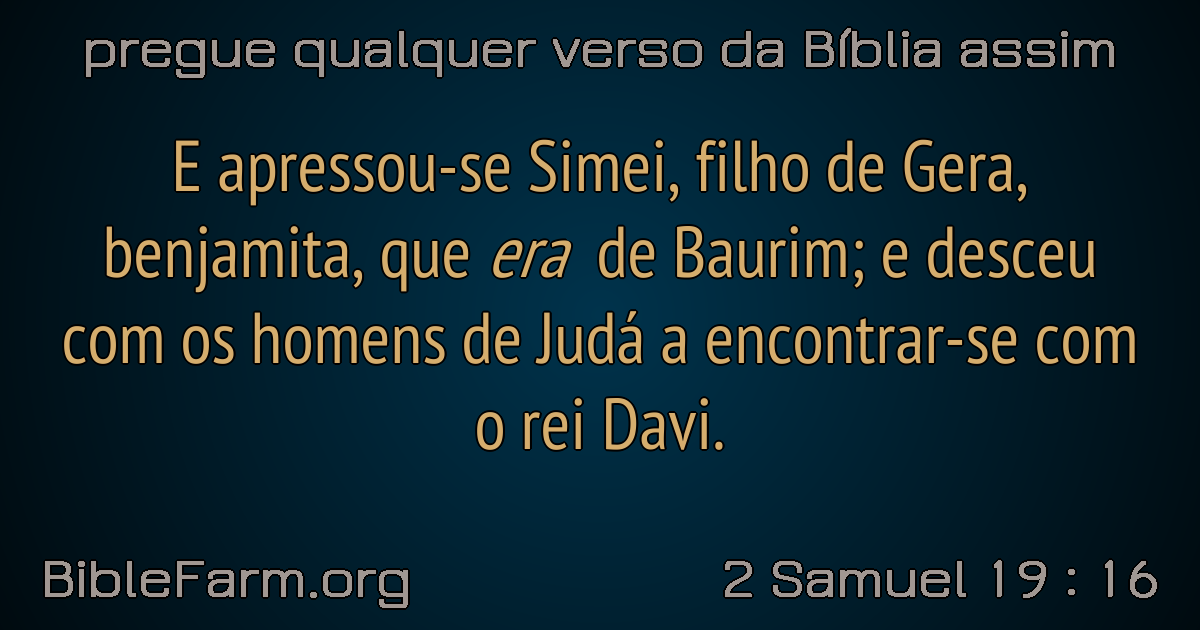 pregue qualquer verso da Bíblia assim
E apressou-se Simei, filho de Gera,
benjamita, que era de Baurim; e desceu
com os homens de Judá a encontrar-se com
o rei Davi.
BibleFarm.org
2 Samuel 19 : 16